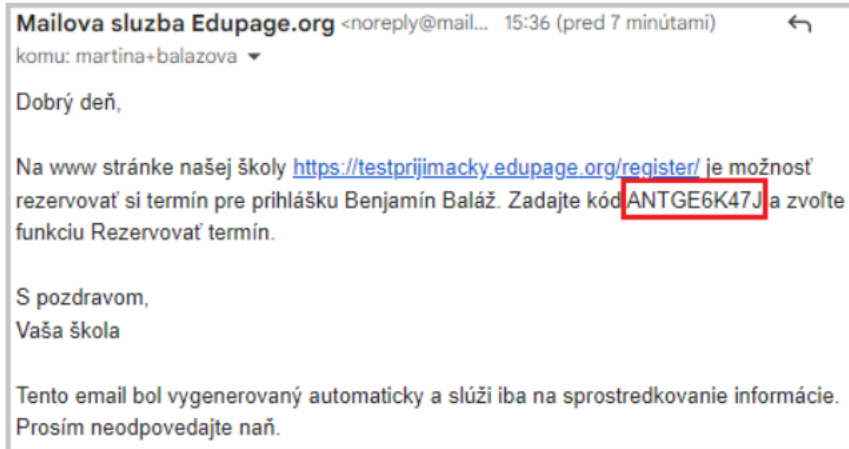 Mailova sluzba Edupage.org <noreply@mail... 15:36 (pred 7 minútami)
komu: martina+balazova
Dobrý deň,
Na www stránke našej školy https://testprijimacky.edupage.org/register/ je možnosť
rezervovať si termín pre prihlášku Benjamín Baláž. Zadajte kód ANTGE6K47J a zvoľte
funkciu Rezervovať termín.
S pozdravom,
Vaša škola
Tento email bol vygenerovaný automaticky a slúži iba na sprostredkovanie informácie.
Prosím neodpovedajte naň.